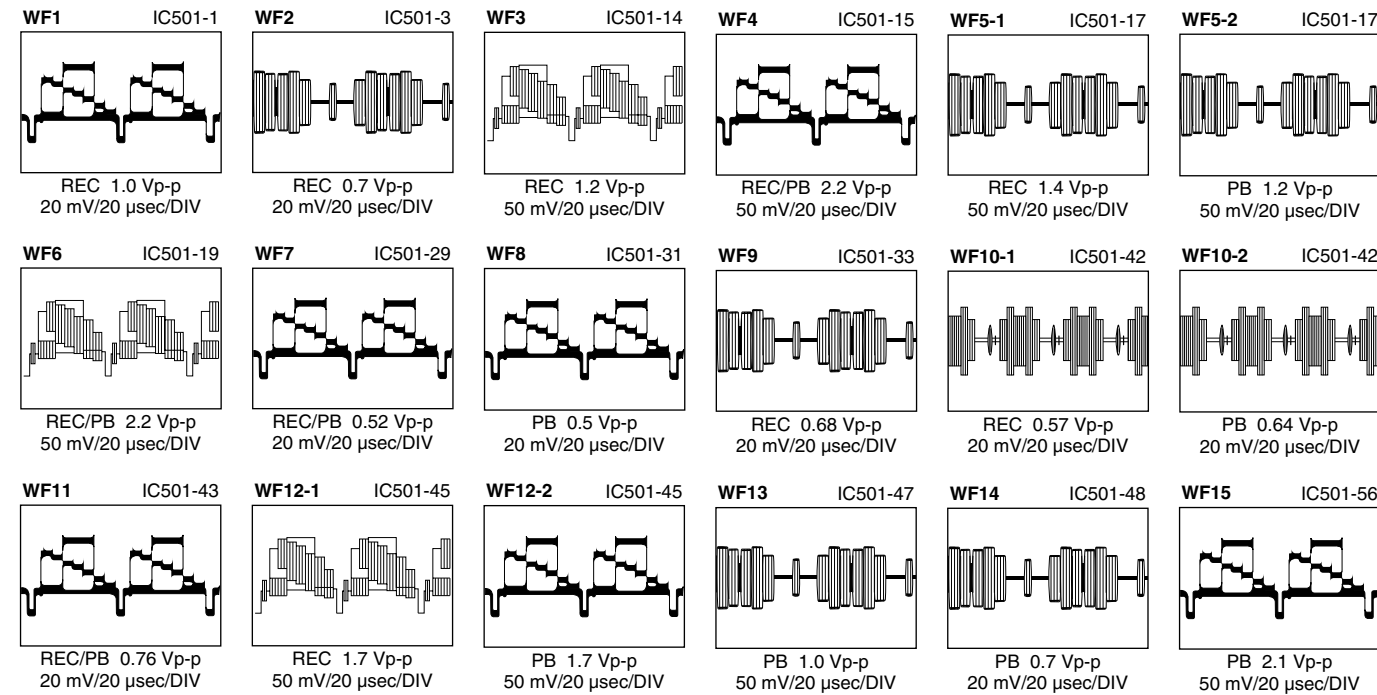 WF1 IC501-1 WF2 IC501-3 WF3 IC501-14 WF4 IC501-15 WF5-1 IC501-17 WF5-2 IC501-17
REC 1.0 Vp-p REC 0.7 Vp-p REC 1.2 Vp-p REC/PB 2.2 Vp-p REC 1.4 Vp-p PB 1.2 Vp-p
20 mV/20 µsec/DIV 20 mV/20 µsec/DIV 50 mV/20 µsec/DIV 50 mV/20 µsec/DIV 50 mV/20 µsec/DIV 50 mV/20 µsec/DIV
WF6 IC501-19 WF7 IC501-29 WF8 IC501-31 WF9 IC501-33 WF10-1 IC501-42 WF10-2 IC501-42
REC/PB 2.2 Vp-p REC/PB 0.52 Vp-p PB 0.5 Vp-p REC 0.68 Vp-p REC 0.57 Vp-p PB 0.64 Vp-p
50 mV/20 µsec/DIV 20 mV/20 µsec/DIV 20 mV/20 µsec/DIV 20 mV/20 µsec/DIV 20 mV/20 µsec/DIV 20 mV/20 µsec/DIV
WF11 IC501-43 WF12-1 IC501-45 WF12-2 IC501-45 WF13 IC501-47 WF14 IC501-48 WF15 IC501-56
REC/PB 0.76 Vp-p REC 1.7 Vp-p PB 1.7 Vp-p PB 1.0 Vp-p PB 0.7 Vp-p PB 2.1 Vp-p
20 mV/20 µsec/DIV 50 mV/20 µsec/DIV 50 mV/20 µsec/DIV 50 mV/20 µsec/DIV 20 mV/20 µsec/DIV 50 mV/20 µsec/DIV